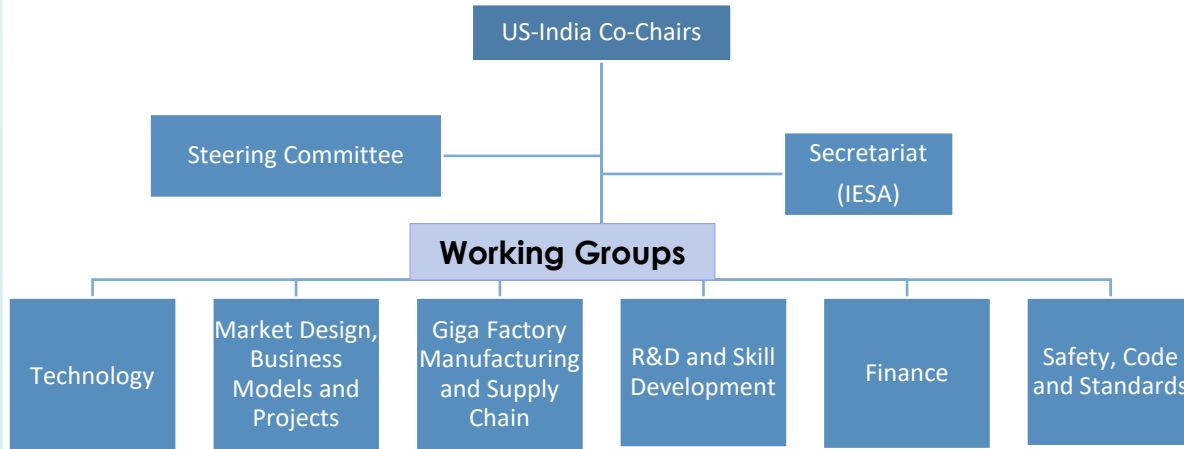 US-India Co-Chairs
Steering Committee
Secretariat
(IESA)
Working Groups
Technology
Market Design,
Business
Models and
Projects
Giga Factory
Manufacturing
and Supply
Chain
R&D and Skill
Development
Finance
Safety, Code
and Standards